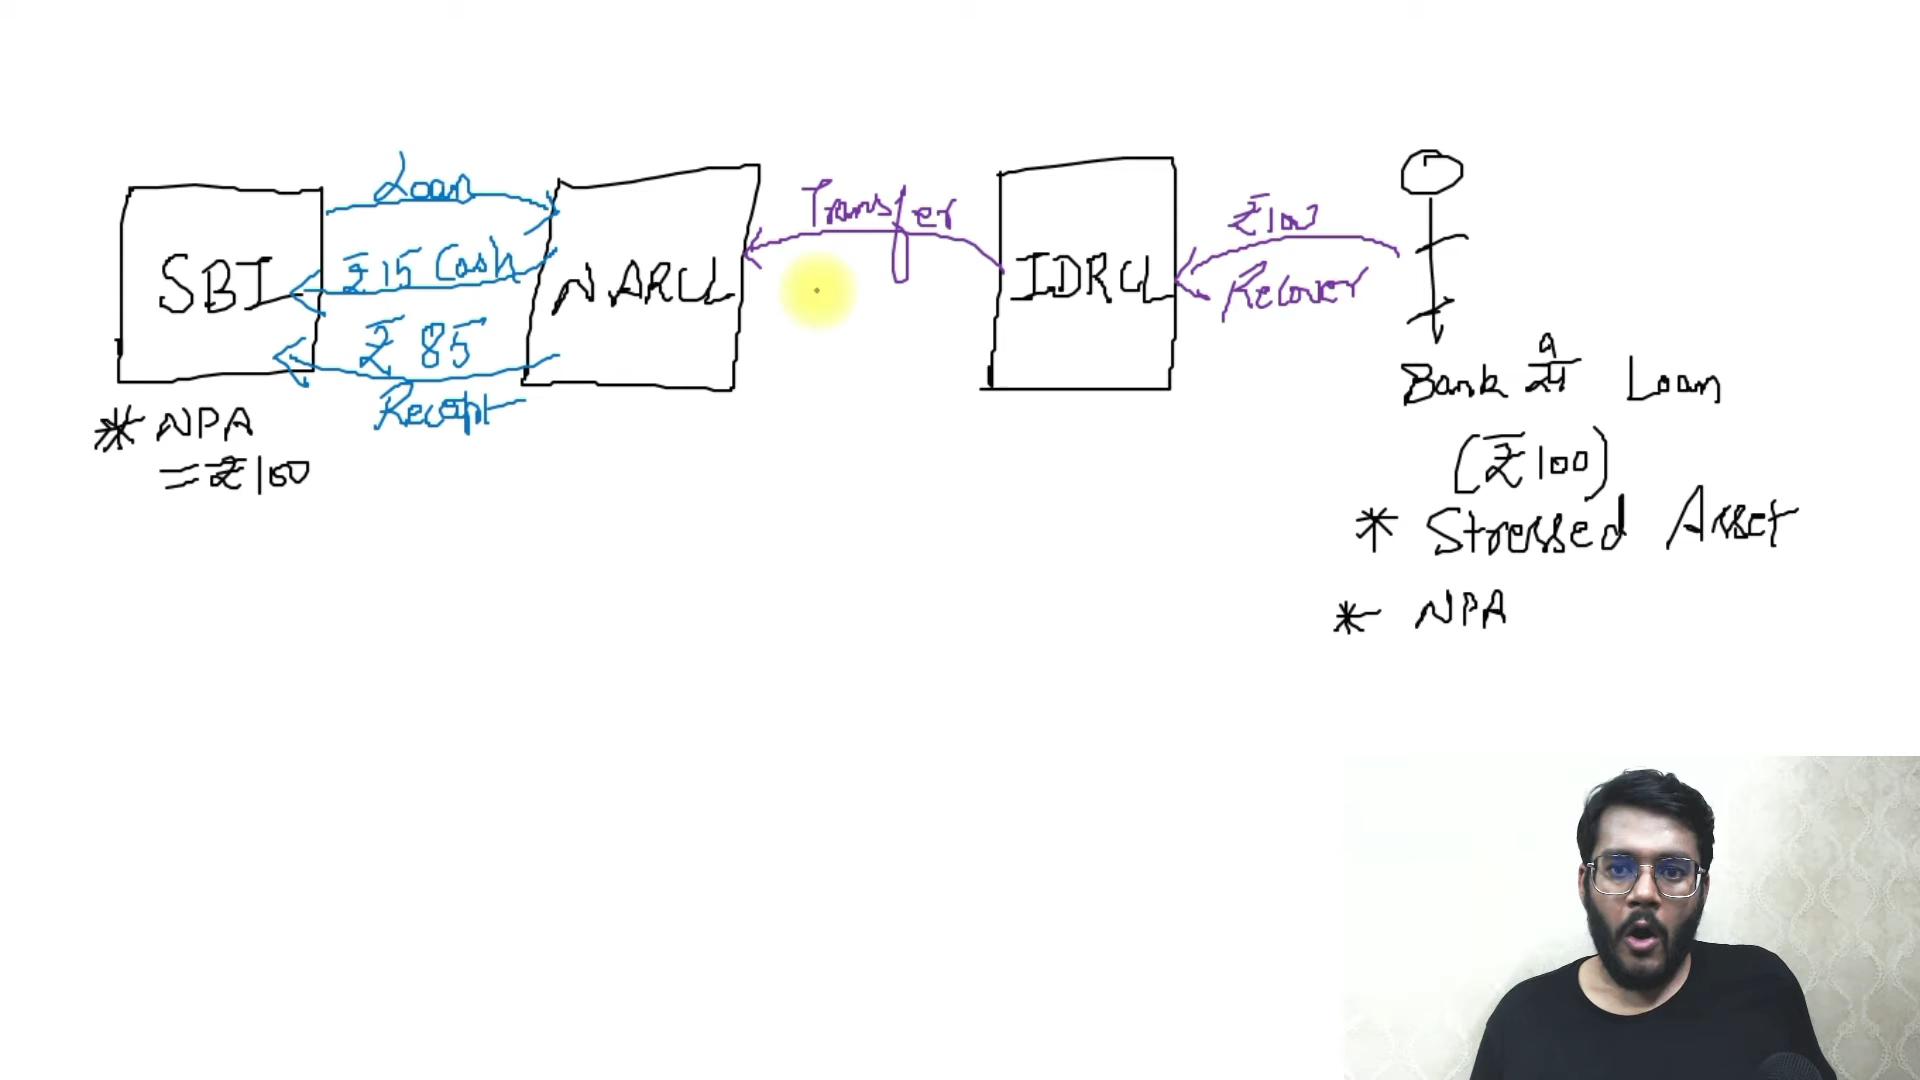 Loan
SBI
₹15 Cash
₹ 85
Receipt
* NPA
= ₹100
NARCL
Transfer
IDRCL
₹100
Recover
Bank Loan
(₹100)
* Stressed Asset
* NPA